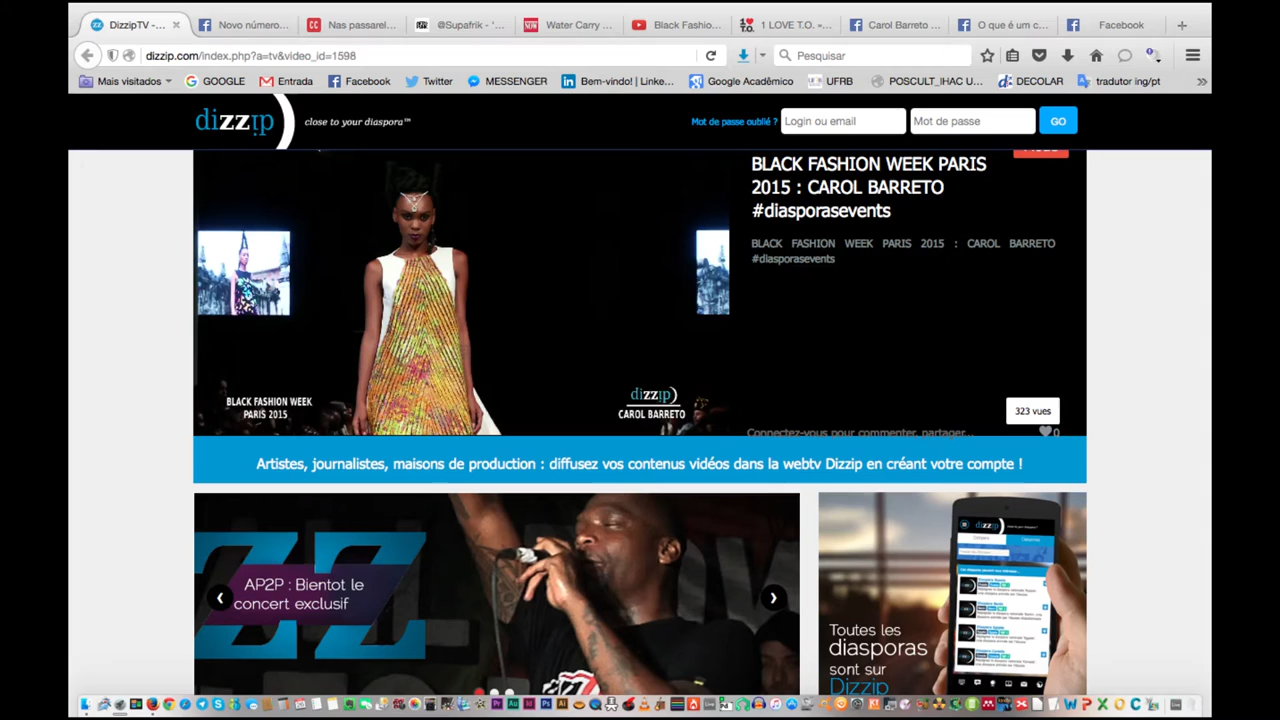 DizzipTV -... Novo número... Nas passarel... @Supafrik - '... Water Carry ... Black Fashio... 1 LOVE T.O. »... Carol Barreto ... O que é um c... Facebook
dizzip.com/index.php?a=tv&video_id=1598 Pesquisar
Mais visitados GOOGLE Entrada Facebook Twitter MESSENGER Bem-vindo! | Linke... Google Acadêmico UFRB POSCULT_IHAC U... DECOLAR tradutor ing/pt
dizzip close to your diaspora™ Mot de passe oublié ? Login ou email Mot de passe GO
BLACK FASHION WEEK PARIS
2015 : CAROL BARRETO
#diasporasevents
BLACK FASHION WEEK PARIS 2015 : CAROL BARRETO
#diasporasevents
BLACK FASHION WEEK
PARIS 2015
dizzip
CAROL BARRETO
323 vues
Connectez-vous pour commenter, partager... 0
Artistes, journalistes, maisons de production : diffusez vos contenus vidéos dans la webtv Dizzip en créant votre compte !
AP2P : Bientot le
concert exclusif
dizzip
Toutes les
diasporas
sont sur
Dizzip